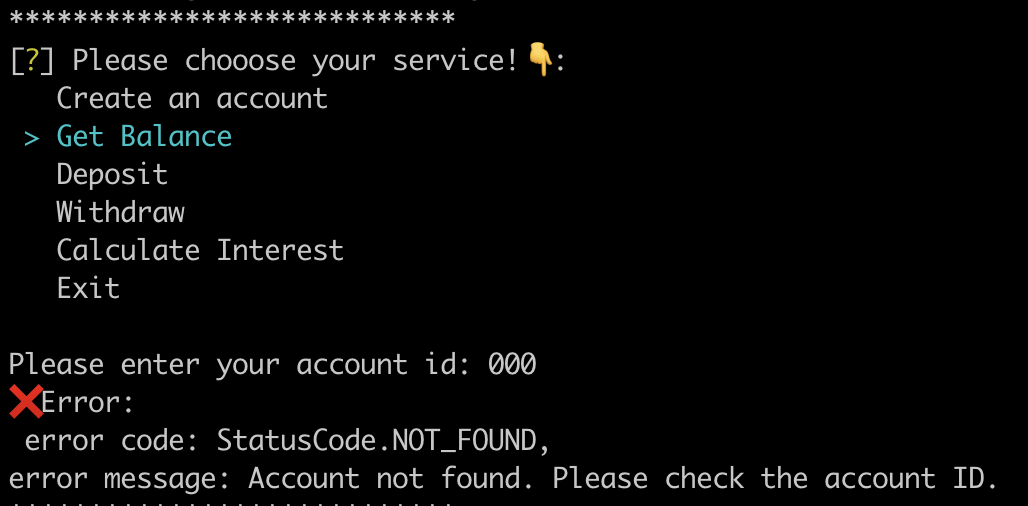 *****************************
[?] Please chooose your service!👇:
   Create an account
 > Get Balance
   Deposit
   Withdraw
   Calculate Interest
   Exit
Please enter your account id: 000
❌Error:
 error code: StatusCode.NOT_FOUND,
error message: Account not found. Please check the account ID.